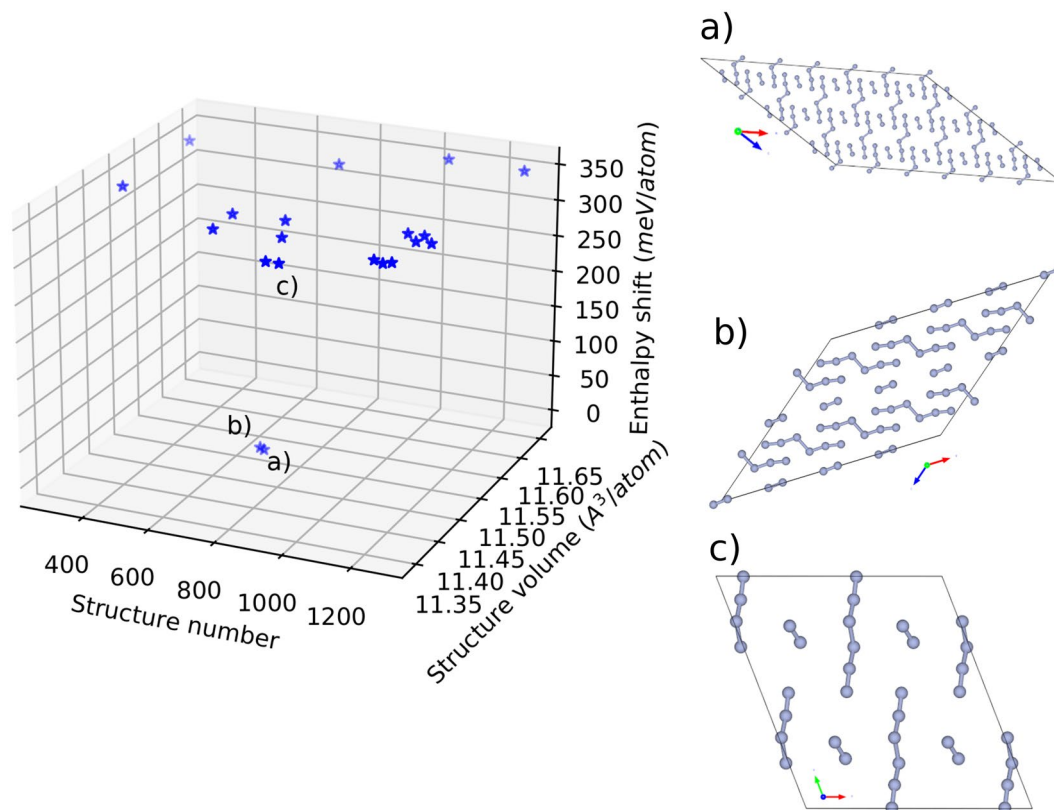 a)
350
300
250
200
150
100
50
0
Enthalpy shift (meV/atom)
c)
b)
a)
11.65
11.60
11.55
11.50
11.45
11.40
11.35
Structure volume (A³/atom)
400
600
800
1000
1200
Structure number
b)
c)